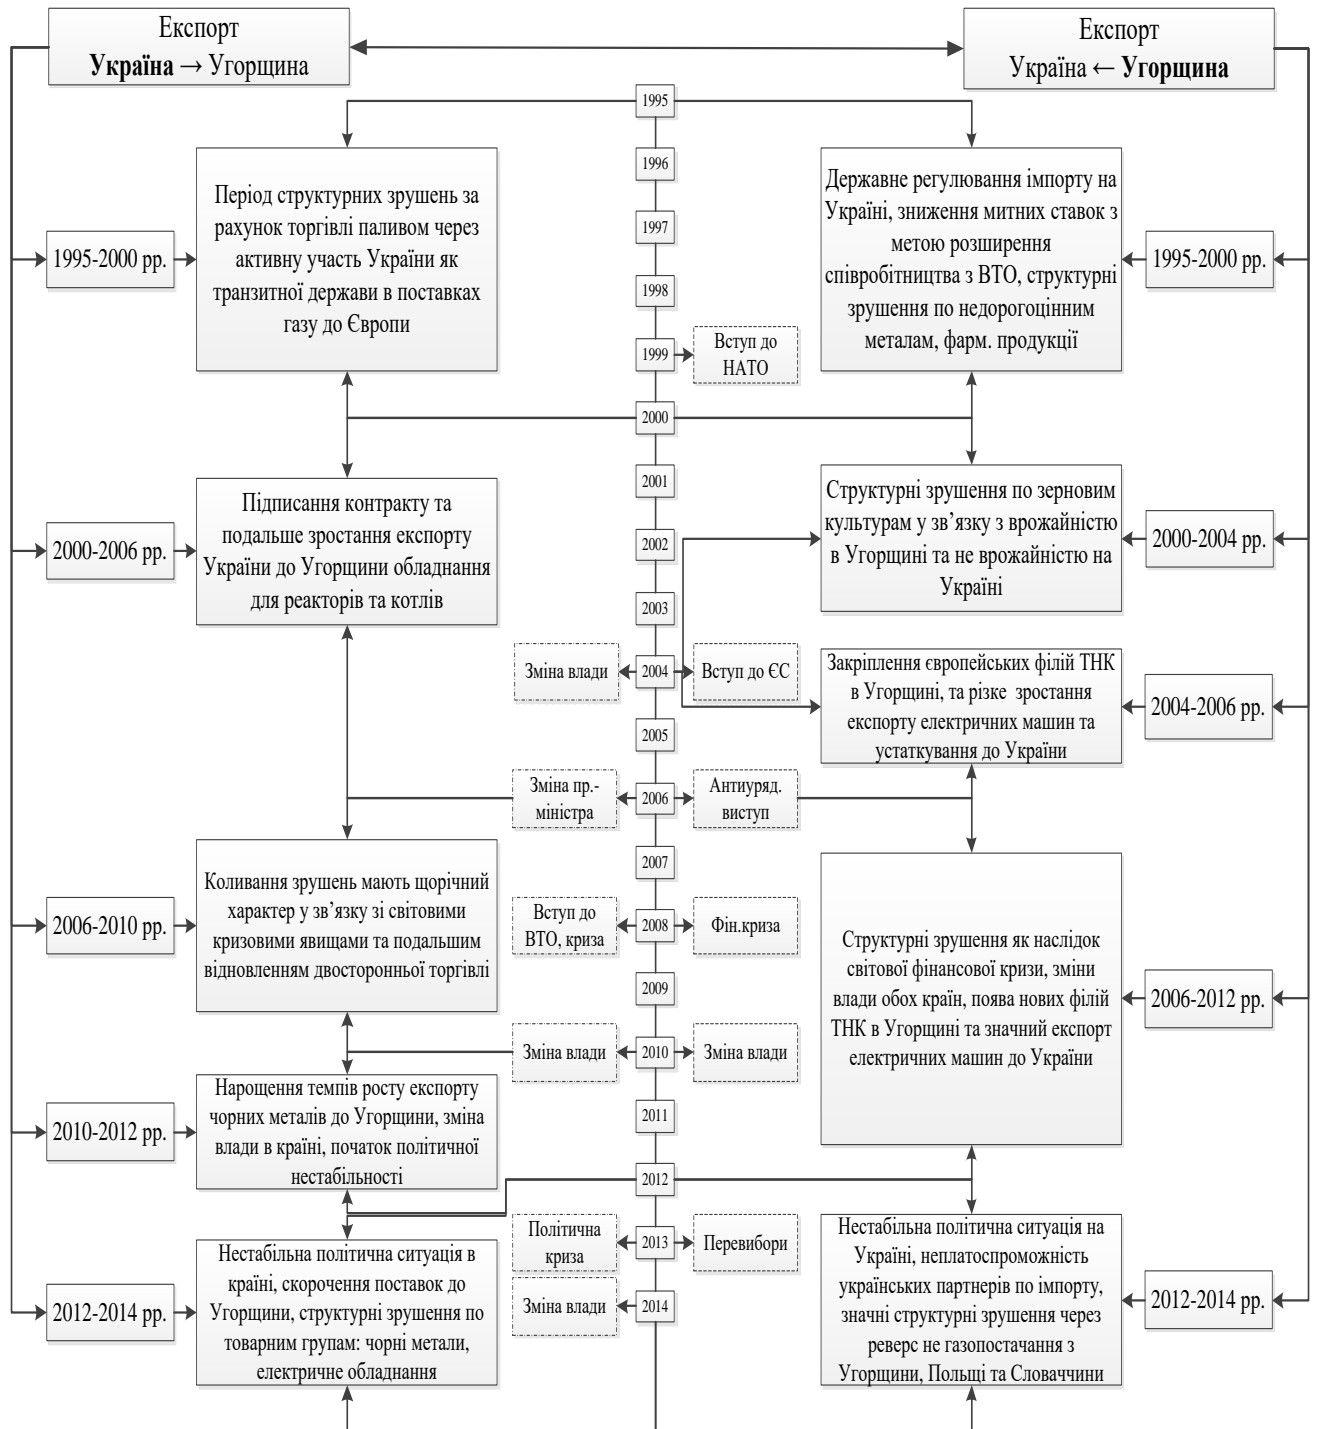 Експорт
Україна → Угорщина
Експорт
Україна ← Угорщина
1995
1996
1997
1998
1999
Вступ до
НАТО
2000
2001
2002
2003
Зміна влади
2004
Вступ до ЄС
2005
Зміна пр.-
міністра
2006
Антиуряд.
виступ
2007
Вступ до
ВТО, криза
2008
Фін.криза
2009
Зміна влади
2010
Зміна влади
2011
2012
Політична
криза
2013
Перевибори
Зміна влади
2014
1995-2000 рр.
Період структурних зрушень за
рахунок торгівлі паливом через
активну участь України як
транзитної держави в поставках
газу до Європи
2000-2006 рр.
Підписання контракту та
подальше зростання експорту
України до Угорщини обладнання
для реакторів та котлів
2006-2010 рр.
Коливання зрушень мають щорічний
характер у зв’язку зі світовими
кризовими явищами та подальшим
відновленням двосторонньої торгівлі
2010-2012 рр.
Нарощення темпів росту експорту
чорних металів до Угорщини, зміна
влади в країні, початок політичної
нестабільності
2012-2014 рр.
Нестабільна політична ситуація в
країні, скорочення поставок до
Угорщини, структурні зрушення по
товарним групам: чорні метали,
електричне обладнання
Державне регулювання імпорту на
Україні, зниження митних ставок з
метою розширення
співробітництва з ВТО, структурні
зрушення по недорогоцінним
металам, фарм. продукції
1995-2000 рр.
Структурні зрушення по зерновим
культурам у зв’язку з врожайністю
в Угорщині та не врожайністю на
Україні
2000-2004 рр.
Закріплення європейських філій ТНК
в Угорщині, та різке зростання
експорту електричних машин та
устаткування до України
2004-2006 рр.
Структурні зрушення як наслідок
світової фінансової кризи, зміни
влади обох країн, поява нових філій
ТНК в Угорщині та значний експорт
електричних машин до України
2006-2012 рр.
Нестабільна політична ситуація на
Україні, неплатоспроможність
українських партнерів по імпорту,
значні структурні зрушення через
реверс не газопостачання з
Угорщини, Польщі та Словаччини
2012-2014 рр.